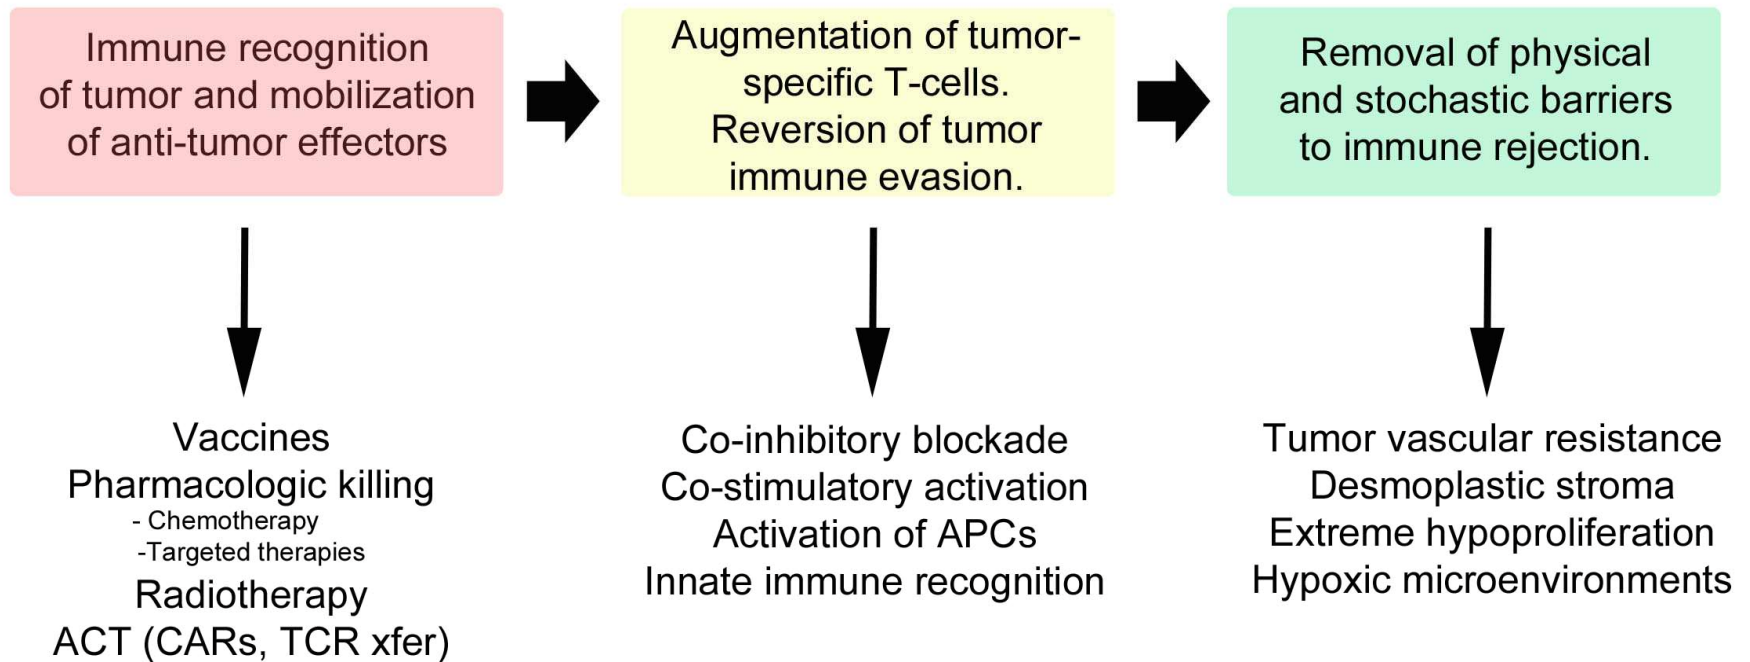 Immune recognition
of tumor and mobilization
of anti-tumor effectors
Augmentation of tumor-
specific T-cells.
Reversion of tumor
immune evasion.
Removal of physical
and stochastic barriers
to immune rejection.
Vaccines
Pharmacologic killing
- Chemotherapy
-Targeted therapies
Radiotherapy
ACT (CARs, TCR xfer)
Co-inhibitory blockade
Co-stimulatory activation
Activation of APCs
Innate immune recognition
Tumor vascular resistance
Desmoplastic stroma
Extreme hypoproliferation
Hypoxic microenvironments